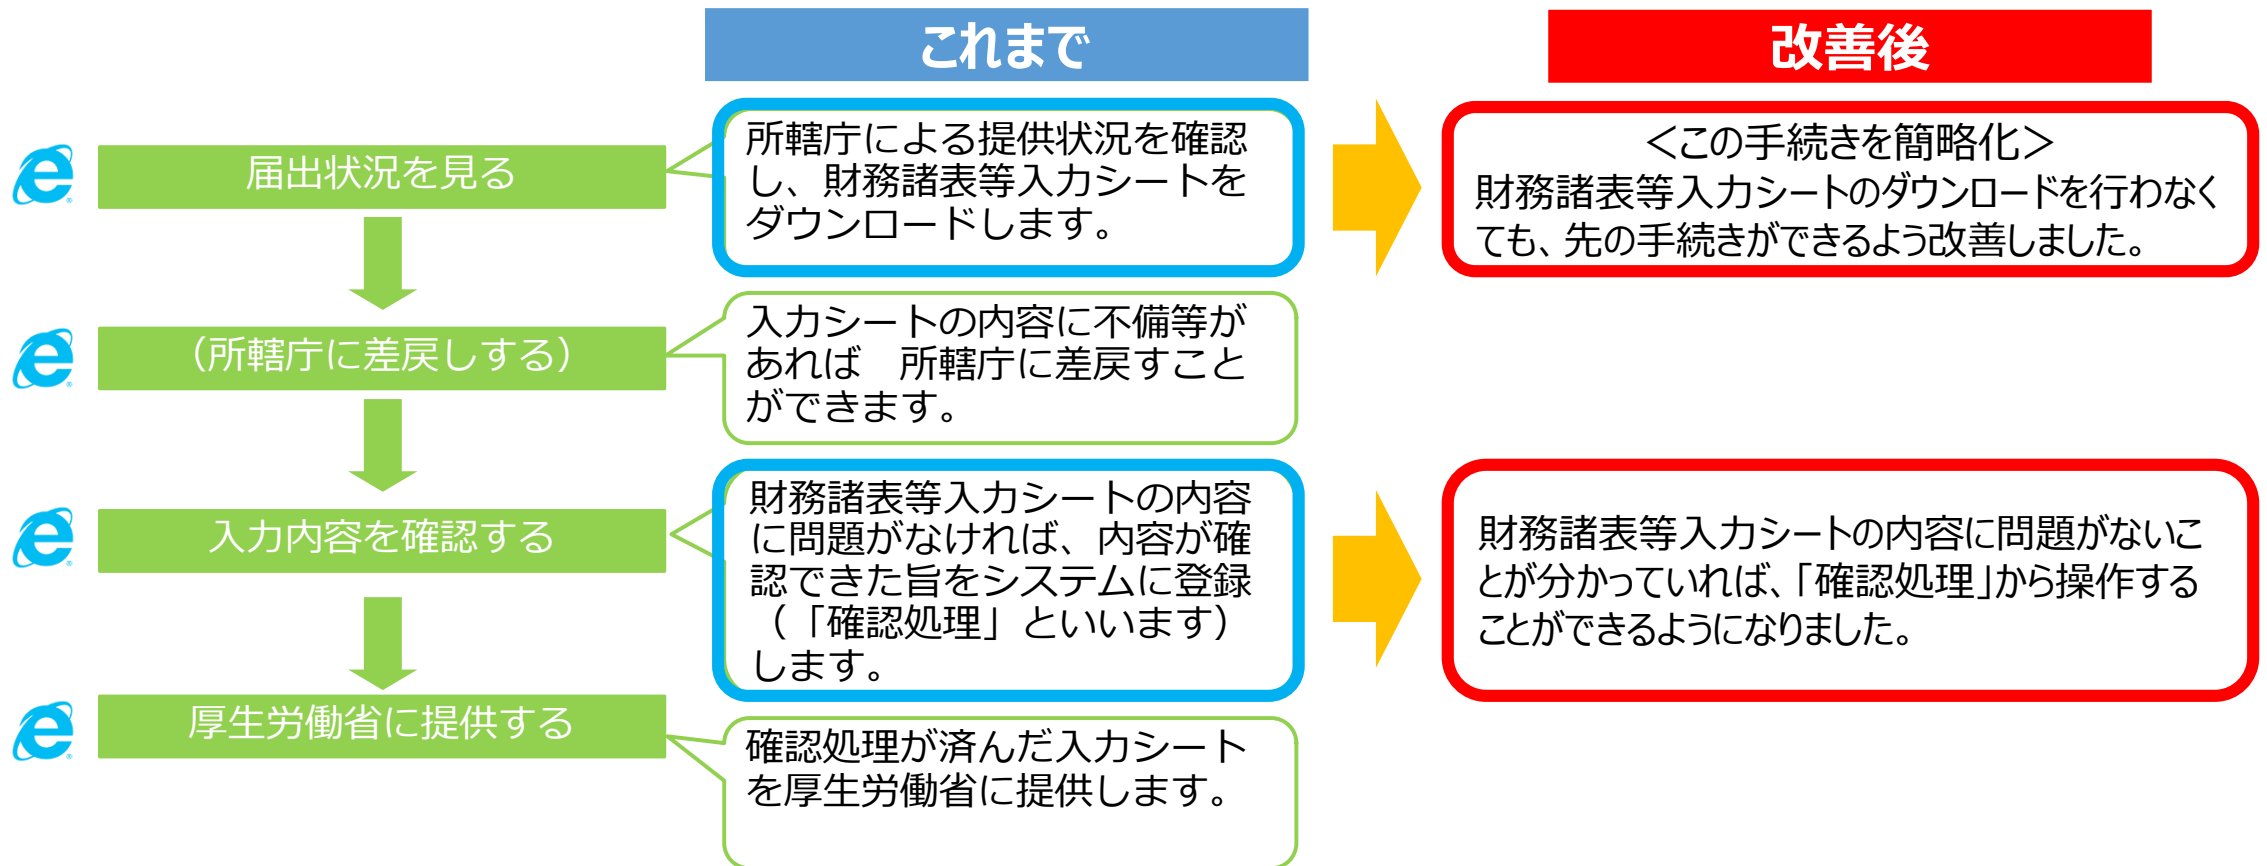 これまで
改善後
届出状況を見る
所轄庁による提供状況を確認
し、財務諸表等入力シートを
ダウンロードします。
＜この手続きを簡略化＞
財務諸表等入力シートのダウンロードを行わなく
ても、先の手続きができるよう改善しました。
（所轄庁に差戻しする）
入力シートの内容に不備等が
あれば　所轄庁に差戻すこと
ができます。
入力内容を確認する
財務諸表等入力シートの内容
に問題がなければ、内容が確
認できた旨をシステムに登録
（「確認処理」といいます）
します。
財務諸表等入力シートの内容に問題がないこ
とが分かっていれば、「確認処理」から操作する
ことができるようになりました。
厚生労働省に提供する
確認処理が済んだ入力シート
を厚生労働省に提供します。